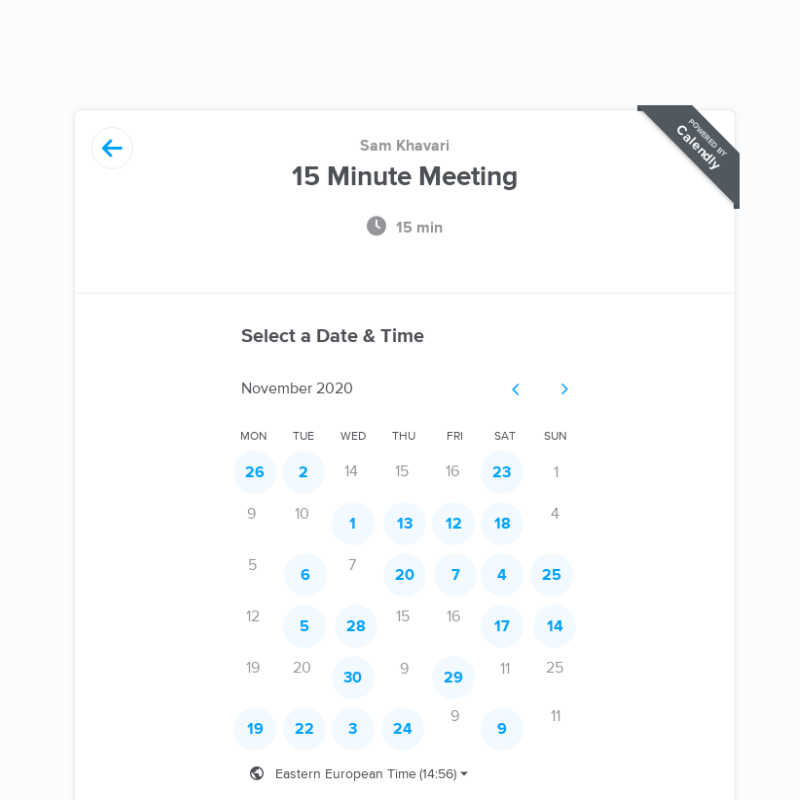 POWERED BY
Calendly
Sam Khavari
15 Minute Meeting
15 min
Select a Date & Time
November 2020
MON TUE WED THU FRI SAT SUN
26 2 14 15 16 23 1
9 10 1 13 12 18 4
5 6 7 20 7 4 25
12 5 28 15 16 17 14
19 20 30 9 29 11 25
19 22 3 24 9 9 11
Eastern European Time (14:56)